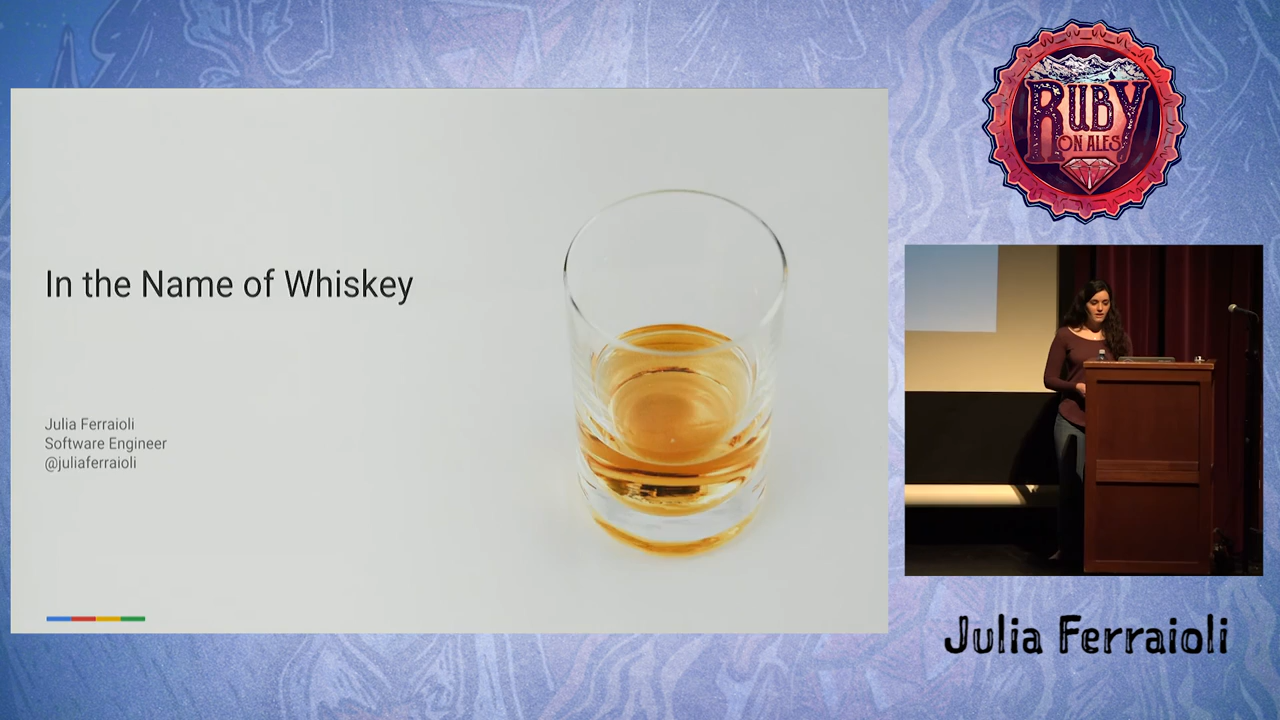 In the Name of Whiskey
Julia Ferraioli
Software Engineer
@juliaferraioli
RUBY
ON ALES
Julia Ferraioli